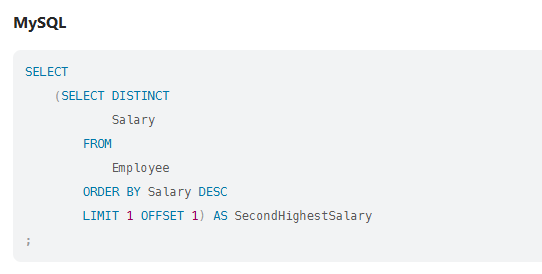 MySQL
SELECT
    (SELECT DISTINCT
            Salary
        FROM
            Employee
        ORDER BY Salary DESC
        LIMIT 1 OFFSET 1) AS SecondHighestSalary
;